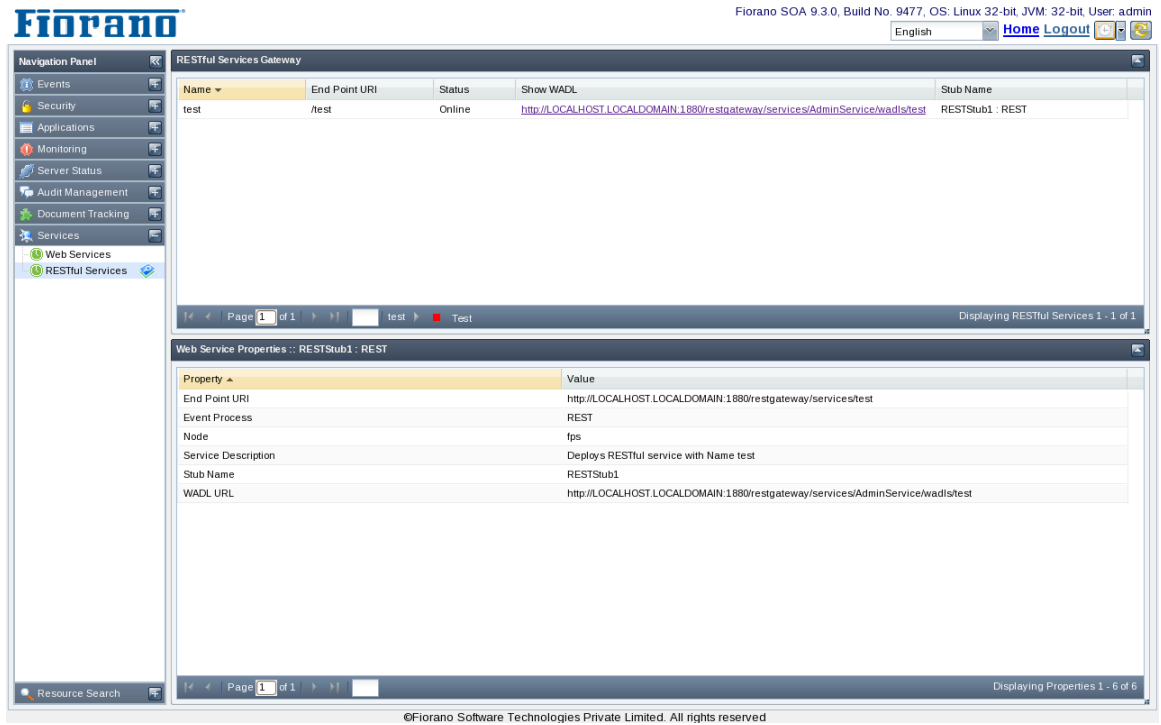 Fiorano
Fiorano SOA 9.3.0, Build No. 9477, OS: Linux 32-bit, JVM: 32-bit, User: admin
English Home Logout
Navigation Panel
Events
Security
Applications
Monitoring
Server Status
Audit Management
Document Tracking
Services
Web Services
RESTful Services
Resource Search
RESTful Services Gateway
Name End Point URI Status Show WADL Stub Name
test /test Online http://LOCALHOST.LOCALDOMAIN:1880/restgateway/services/AdminService/wadls/test RESTStub1 : REST
Page 1 of 1 test Test Displaying RESTful Services 1 - 1 of 1
Web Service Properties :: RESTStub1 : REST
Property Value
End Point URI http://LOCALHOST.LOCALDOMAIN:1880/restgateway/services/test
Event Process REST
Node fps
Service Description Deploys RESTful service with Name test
Stub Name RESTStub1
WADL URL http://LOCALHOST.LOCALDOMAIN:1880/restgateway/services/AdminService/wadls/test
Page 1 of 1 Displaying Properties 1 - 6 of 6
©Fiorano Software Technologies Private Limited. All rights reserved